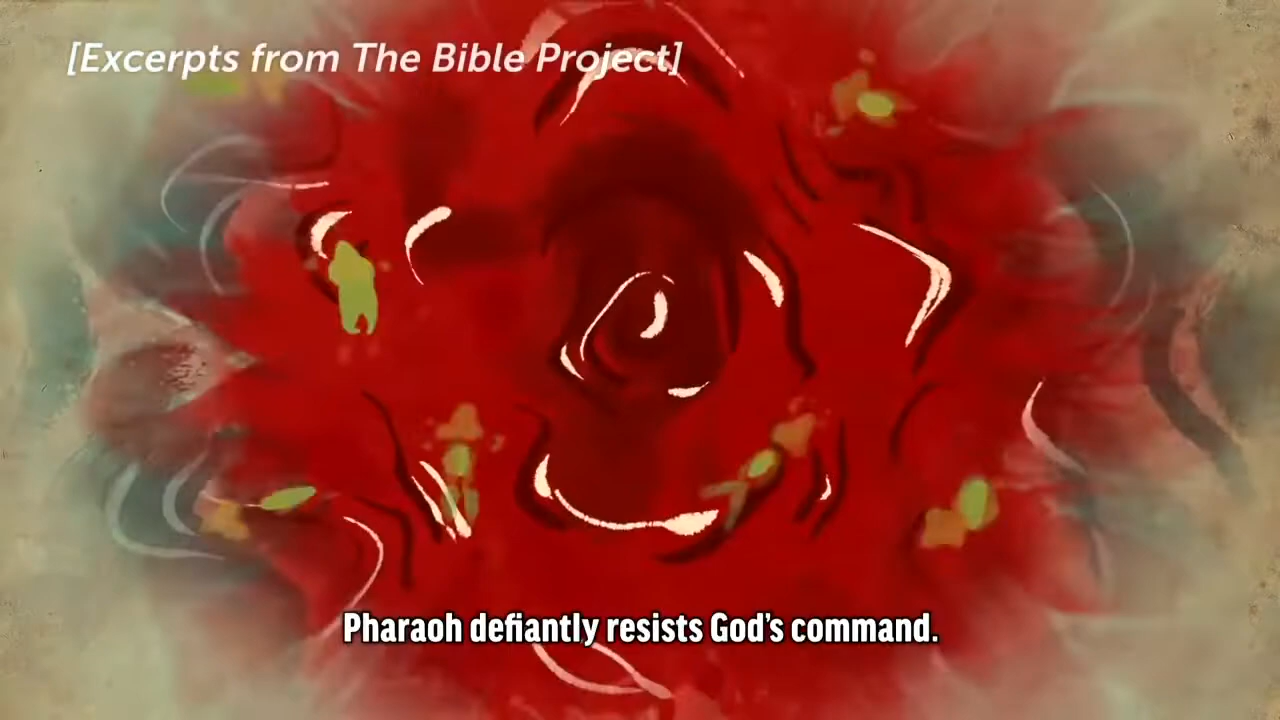 [Excerpts from The Bible Project]
Pharaoh defiantly resists God's command.